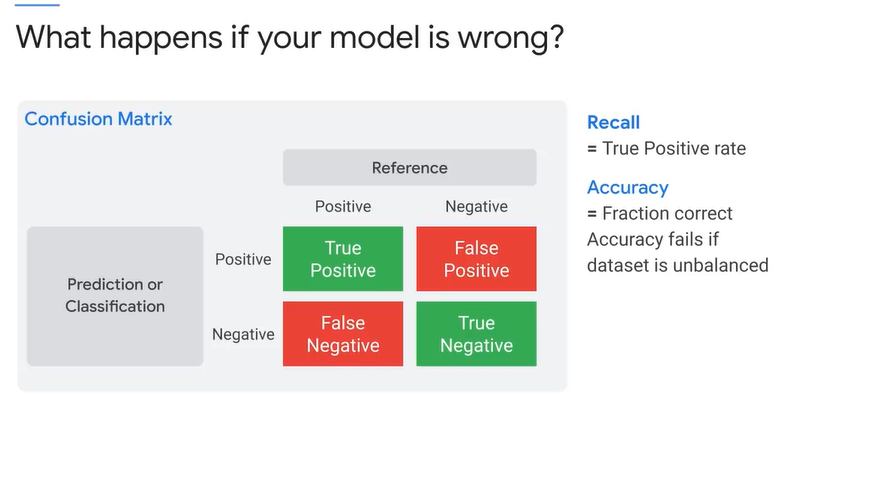 What happens if your model is wrong?
Confusion Matrix
Reference
Positive Negative
Prediction or
Classification
Positive
True
Positive
False
Positive
Negative
False
Negative
True
Negative
Recall
= True Positive rate
Accuracy
= Fraction correct
Accuracy fails if
dataset is unbalanced